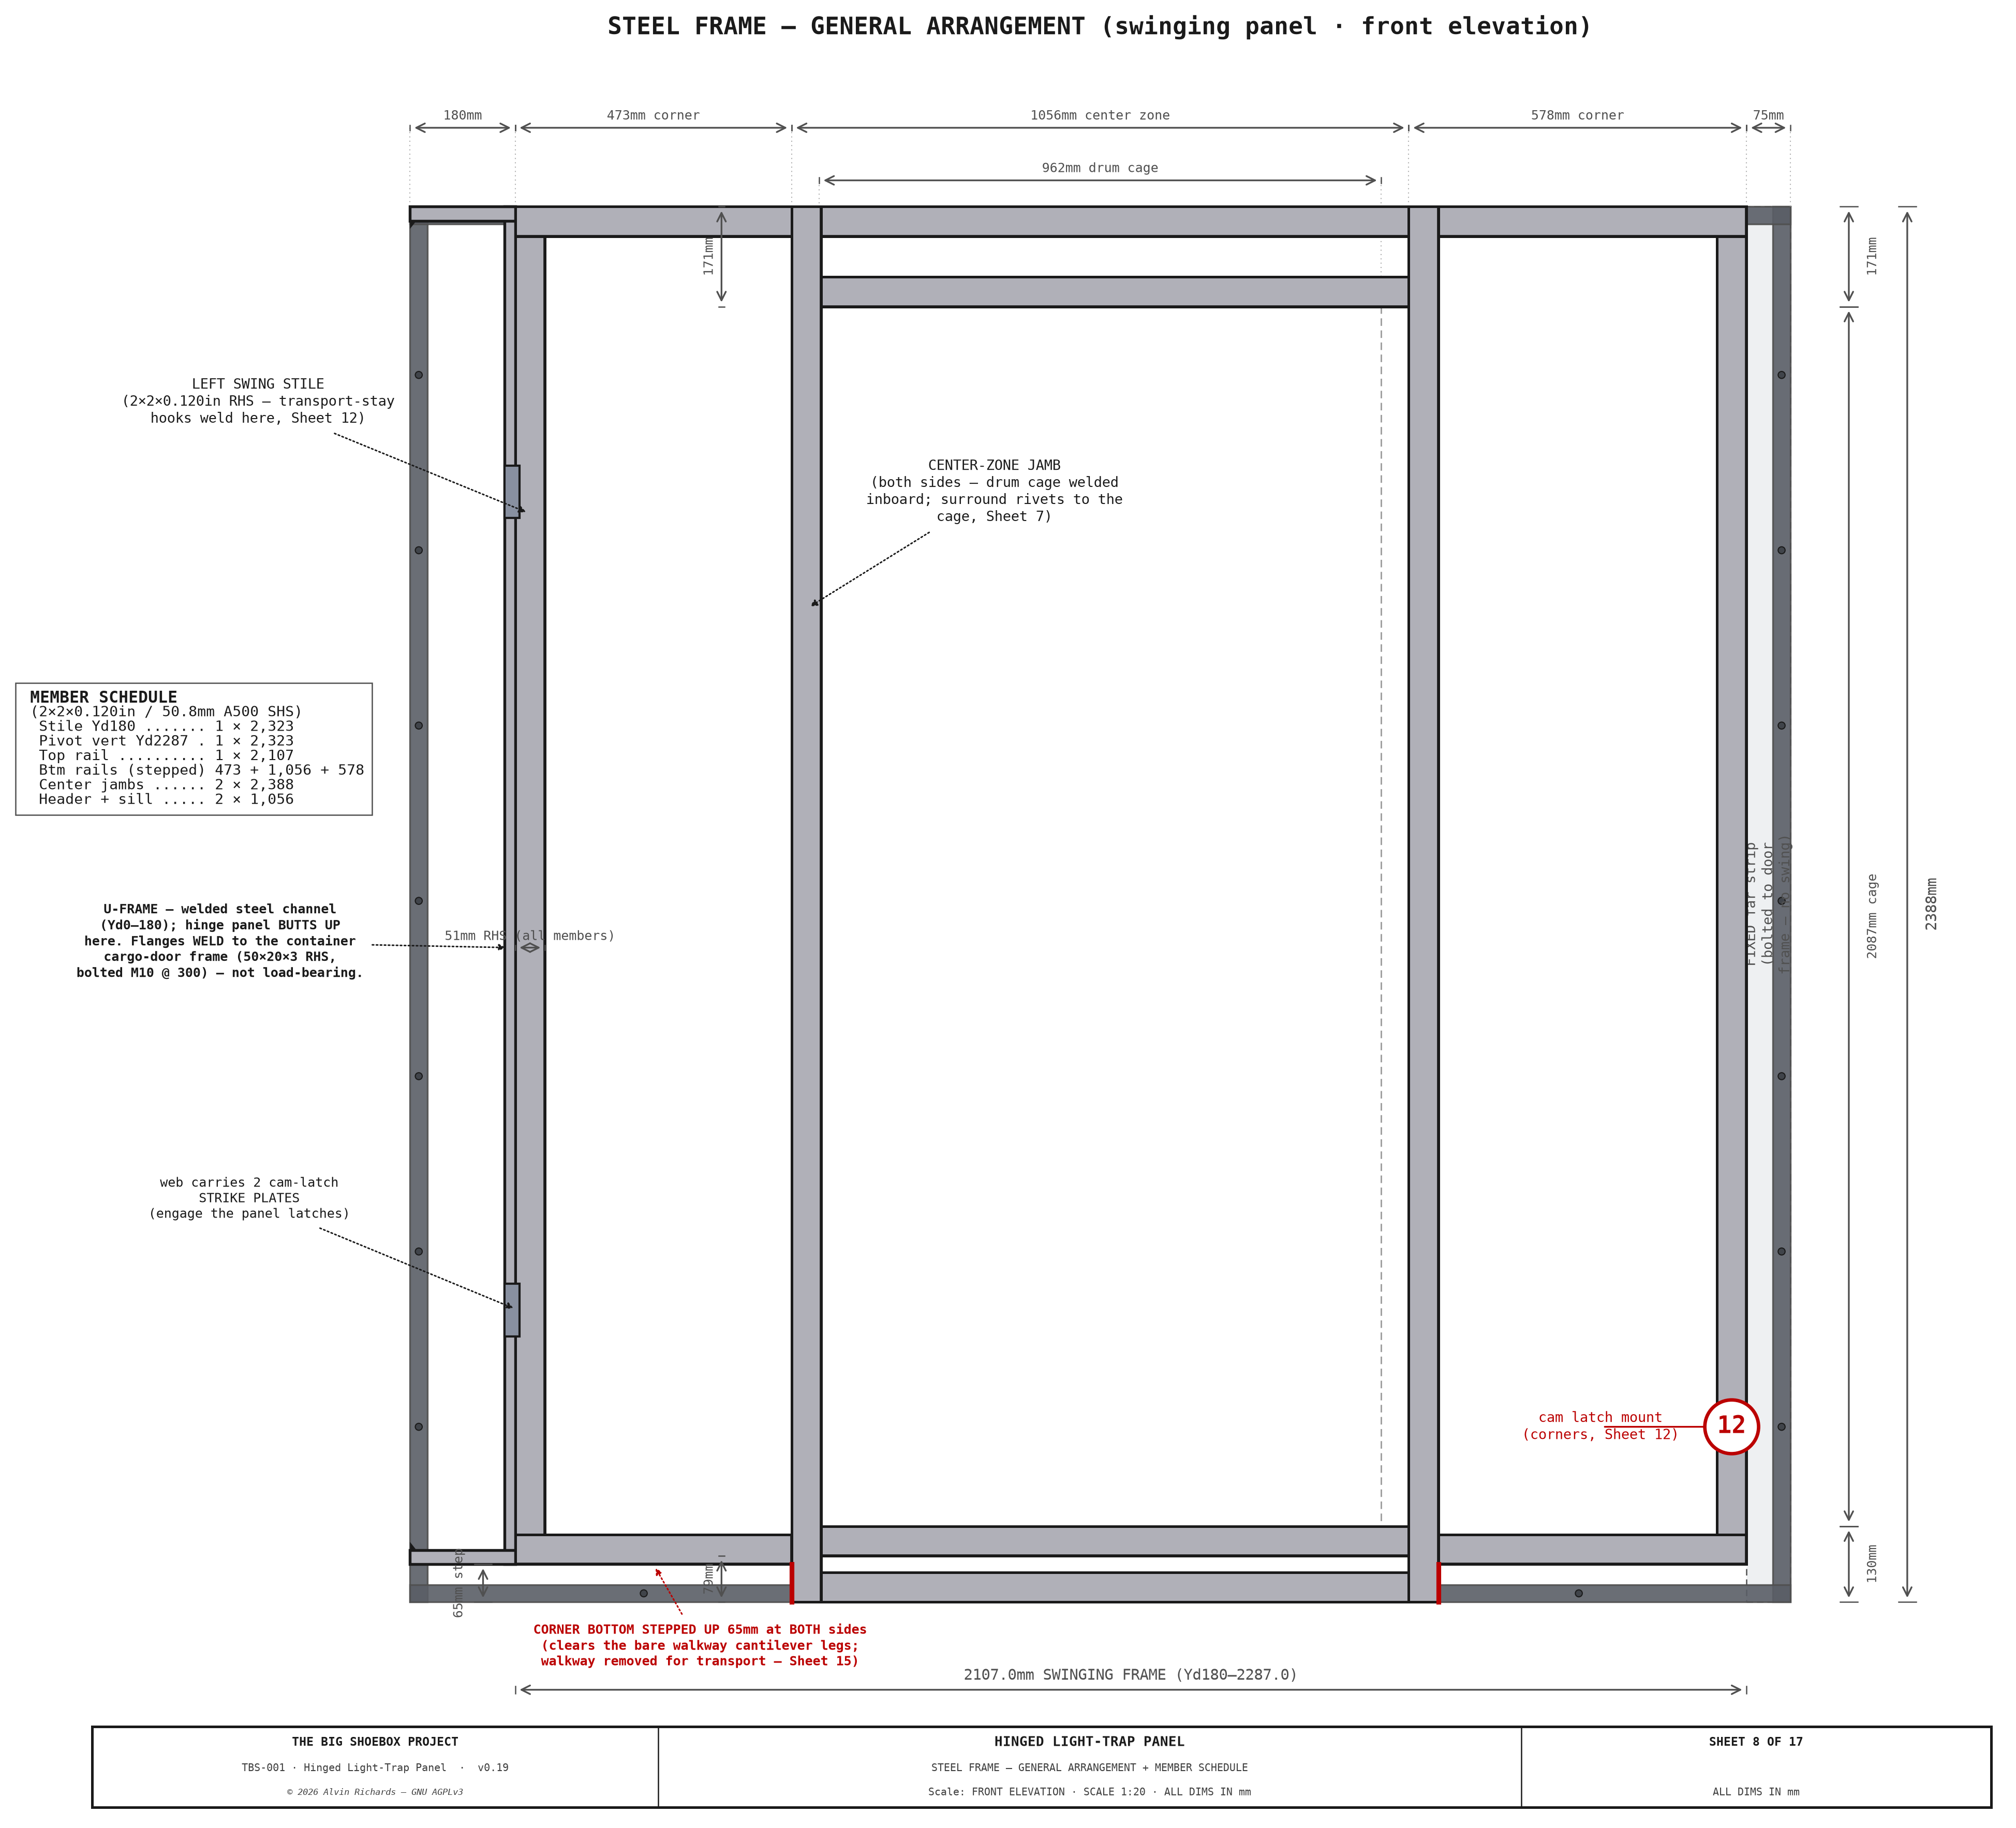 STEEL FRAME — GENERAL ARRANGEMENT (swinging panel · front elevation)
180mm
473mm corner
1056mm center zone
578mm corner
75mm
962mm drum cage
171mm
171mm
LEFT SWING STILE
(2×2×0.120in RHS — transport-stay
hooks weld here, Sheet 12)
CENTER-ZONE JAMB
(both sides — drum cage welded
inboard; surround rivets to the
cage, Sheet 7)
MEMBER SCHEDULE
(2×2×0.120in / 50.8mm A500 SHS)
Stile Yd180 ....... 1 × 2,323
Pivot vert Yd2287 . 1 × 2,323
Top rail .......... 1 × 2,107
Btm rails (stepped) 473 + 1,056 + 578
Center jambs ...... 2 × 2,388
Header + sill ..... 2 × 1,056
U-FRAME — welded steel channel
(Yd0–180); hinge panel BUTTS UP
here. Flanges WELD to the container
cargo-door frame (50×20×3 RHS,
bolted M10 @ 300) — not load-bearing.
51mm RHS (all members)
FIXED far strip
(bolted to door
frame — no swing)
2087mm cage
2388mm
web carries 2 cam-latch
STRIKE PLATES
(engage the panel latches)
cam latch mount
(corners, Sheet 12)
12
65mm step
79mm
130mm
CORNER BOTTOM STEPPED UP 65mm at BOTH sides
(clears the bare walkway cantilever legs;
walkway removed for transport — Sheet 15)
2107.0mm SWINGING FRAME (Yd180–2287.0)
THE BIG SHOEBOX PROJECT
TBS-001 · Hinged Light-Trap Panel · v0.19
© 2026 Alvin Richards — GNU AGPLv3
HINGED LIGHT-TRAP PANEL
STEEL FRAME — GENERAL ARRANGEMENT + MEMBER SCHEDULE
Scale: FRONT ELEVATION · SCALE 1:20 · ALL DIMS IN mm
SHEET 8 OF 17
ALL DIMS IN mm